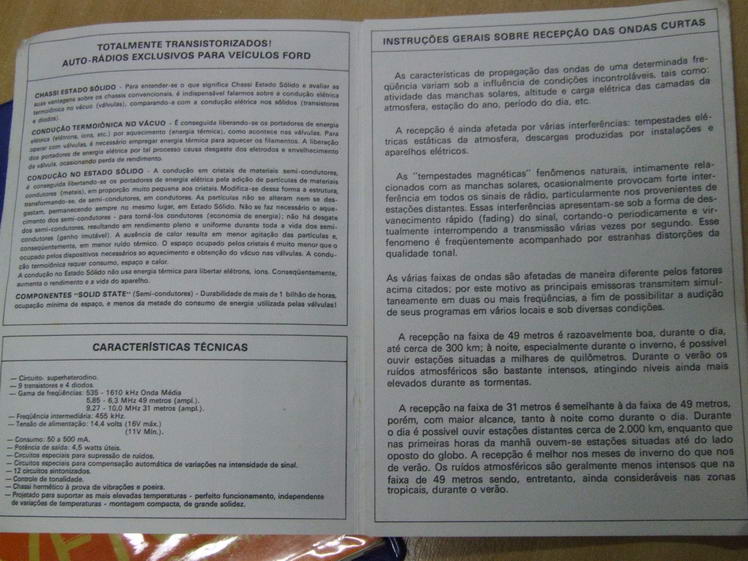 TOTALMENTE TRANSISTORIZADOS!
AUTO-RÁDIOS EXCLUSIVOS PARA VEÍCULOS FORD
CHASSI ESTADO SÓLIDO - Para entender-se o que significa Chassi Estado Sólido e avaliar as
suas vantagens sobre os chassis convencionais, é indispensável falarmos sobre a condução elétrica
termoiônica no vácuo (válvulas), comparando-a com a condução elétrica nos sólidos (transistores
e diodos).
CONDUÇÃO TERMOIÔNICA NO VÁCUO - É conseguida liberando-se os portadores de energia
elétrica (elétrons, íons, etc.) por aquecimento (energia térmica), como acontece nas válvulas. Para
operar com válvulas, é necessário empregar energia térmica para aquecer os filamentos. A liberação
dos portadores de energia elétrica por tal processo causa desgaste dos eletrodos e envelhecimento
da válvula, ocasionando perda de rendimento.
CONDUÇÃO NO ESTADO SÓLIDO - A condução em cristais de materiais semi-condutores,
é conseguida libertando-se os portadores de energia elétrica pela adição de partículas de materiais
condutores (metais), em proporção muito pequena aos cristais. Modifica-se dessa forma a estrutura,
transformando-se, de semi-condutores, em condutores. As partículas não se alteram nem se des-
gastam, permanecendo sempre no mesmo lugar, em Estado Sólido. Não se faz necessário o aque-
cimento dos semi-condutores - para torná-los condutores (economia de energia); não há desgaste
dos semi-condutores, resultando em rendimento pleno e uniforme durante toda a vida dos semi-
condutores (ganho imutável). A ausência de calor resulta em menor agitação das partículas e,
conseqüentemente, em menor ruído térmico. O espaço ocupado pelos cristais é muito menor que o
ocupado pelos dispositivos necessários ao aquecimento e obtenção do vácuo nas válvulas. A condu-
ção termoiônica requer consumo, espaço e calor.
A condução no Estado Sólido não usa energia térmica para libertar elétrons, íons. Conseqüentemente,
aumenta o rendimento e a vida do aparelho.
COMPONENTES "SOLID STATE" (Semi-condutores) - Durabilidade de mais de 1 bilhão de horas,
ocupação mínima de espaço, e menos da metade do consumo de energia utilizada pelas válvulas!
CARACTERÍSTICAS TÉCNICAS
— Circuito: superheterodino.
— 9 transistores e 4 diodos.
— Gama de freqüências: 535 - 1610 kHz Onda Média
5,85 - 6,3 MHz 49 metros (ampl.).
9,27 - 10,0 MHz 31 metros (ampl.).
— Freqüência intermediária: 455 kHz.
— Tensão de alimentação: 14,4 volts (16V máx.)
(11V Mín.).
— Consumo: 50 a 500 mA.
— Potência de saída: 4,5 watts úteis.
— Circuitos especiais para supressão de ruídos.
— Circuitos especiais para compensação automática de variações na intensidade de sinal.
— 12 circuitos sintonizados.
— Controle de tonalidade.
— Chassi hermético à prova de vibrações e poeira.
— Projetado para suportar as mais elevadas temperaturas - perfeito funcionamento, independente
de variações de temperaturas - montagem compacta, de grande solidez.
INSTRUÇÕES GERAIS SOBRE RECEPÇÃO DAS ONDAS CURTAS
As características de propagação das ondas de uma determinada fre-
qüência variam sob a influência de condições incontroláveis, tais como:
atividade das manchas solares, altitude e carga elétrica das camadas da
atmosfera, estação do ano, período do dia, etc.
A recepção é ainda afetada por várias interferências: tempestades elé-
tricas estáticas da atmosfera, descargas produzidas por instalações e
aparelhos elétricos.
As "tempestades magnéticas" fenômenos naturais, intimamente rela-
cionados com as manchas solares, ocasionalmente provocam forte inter-
ferência em todos os sinais de rádio, particularmente nos provenientes de
estações distantes. Essas interferências apresentam-se sob a forma de des-
vanecimento rápido (fading) do sinal, cortando-o periodicamente e vir-
tualmente interrompendo a transmissão várias vezes por segundo. Esse
fenomeno é freqüentemente acompanhado por estranhas distorções da
qualidade tonal.
As várias faixas de ondas são afetadas de maneira diferente pelos fatores
acima citados; por este motivo as principais emissoras transmitem simul-
taneamente em duas ou mais freqüências, a fim de possibilitar a audição
de seus programas em vários locais e sob diversas condições.
A recepção na faixa de 49 metros é razoavelmente boa, durante o dia,
até cerca de 300 km; à noite, especialmente durante o inverno, é possível
ouvir estações situadas a milhares de quilômetros. Durante o verão os
ruídos atmosféricos são bastante intensos, atingindo níveis ainda mais
elevados durante as tormentas.
A recepção na faixa de 31 metros é semelhante à da faixa de 49 metros,
porém, com maior alcance, tanto à noite como durante o dia. Durante
o dia é possível ouvir estações distantes cerca de 2.000 km, enquanto que
nas primeiras horas da manhã ouvem-se estações situadas até do lado
oposto do globo. A recepção é melhor nos meses de inverno do que nos
de verão. Os ruídos atmosféricos são geralmente menos intensos que na
faixa de 49 metros sendo, entretanto, ainda consideráveis nas zonas
tropicais, durante o verão.